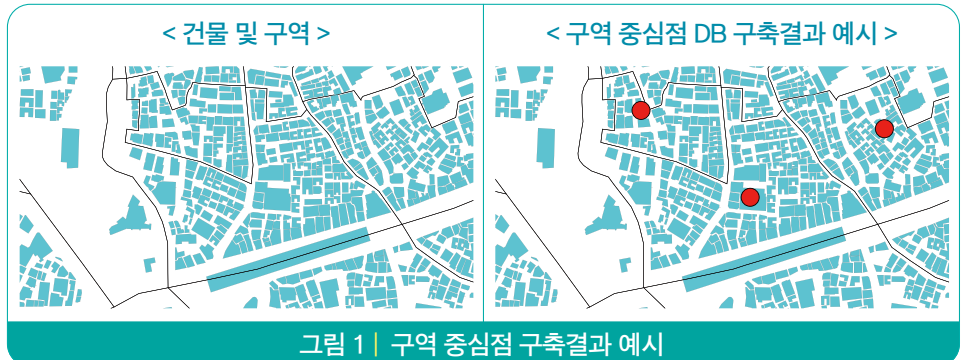 < 건물 및 구역 >
< 구역 중심점 DB 구축결과 예시 >
그림 1 | 구역 중심점 구축결과 예시